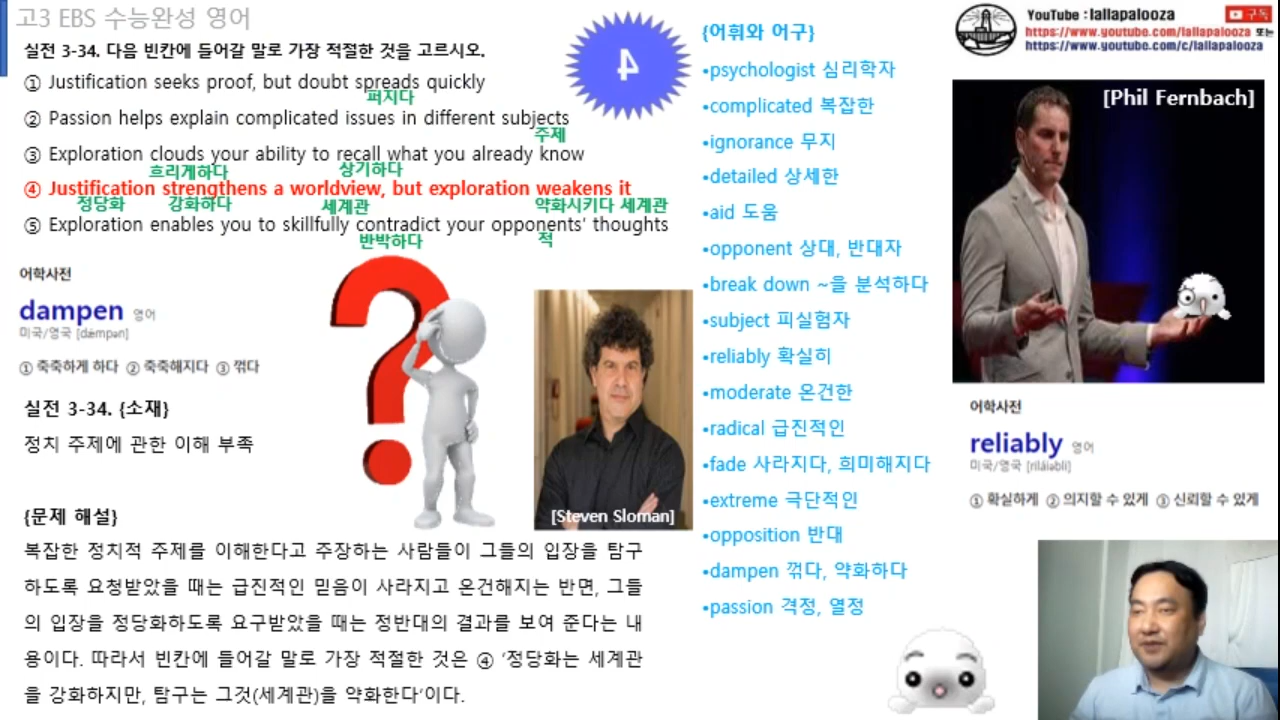 고3 EBS 수능완성 영어
실전 3-34. 다음 빈칸에 들어갈 말로 가장 적절한 것을 고르시오.
① Justification seeks proof, but doubt spreads quickly
퍼지다
② Passion helps explain complicated issues in different subjects
주제
③ Exploration clouds your ability to recall what you already know
흐리게하다 상기하다
④ Justification strengthens a worldview, but exploration weakens it
정당화 강화하다 세계관 약화시키다 세계관
⑤ Exploration enables you to skillfully contradict your opponents' thoughts
반박하다 적
4
어학사전
dampen 영어
미국/영국 [dǽmpən]
① 축축하게 하다 ② 축축해지다 ③ 꺾다
실전 3-34. {소재}
정치 주제에 관한 이해 부족
[Steven Sloman]
{문제 해설}
복잡한 정치적 주제를 이해한다고 주장하는 사람들이 그들의 입장을 탐구
하도록 요청받았을 때는 급진적인 믿음이 사라지고 온건해지는 반면, 그들
의 입장을 정당화하도록 요구받았을 때는 정반대의 결과를 보여 준다는 내
용이다. 따라서 빈칸에 들어갈 말로 가장 적절한 것은 ④ '정당화는 세계관
을 강화하지만, 탐구는 그것(세계관)을 약화한다'이다.
{어휘와 어구}
•psychologist 심리학자
•complicated 복잡한
•ignorance 무지
•detailed 상세한
•aid 도움
•opponent 상대, 반대자
•break down ~을 분석하다
•subject 피실험자
•reliably 확실히
•moderate 온건한
•radical 급진적인
•fade 사라지다, 희미해지다
•extreme 극단적인
•opposition 반대
•dampen 꺾다, 약화하다
•passion 격정, 열정
YouTube : lallapalooza 구독
https://www.youtube.com/lallapalooza 또는
https://www.youtube.com/c/lallapalooza
[Phil Fernbach]
어학사전
reliably 영어
미국/영국 [riláiəbli]
① 확실하게 ② 의지할 수 있게 ③ 신뢰할 수 있게